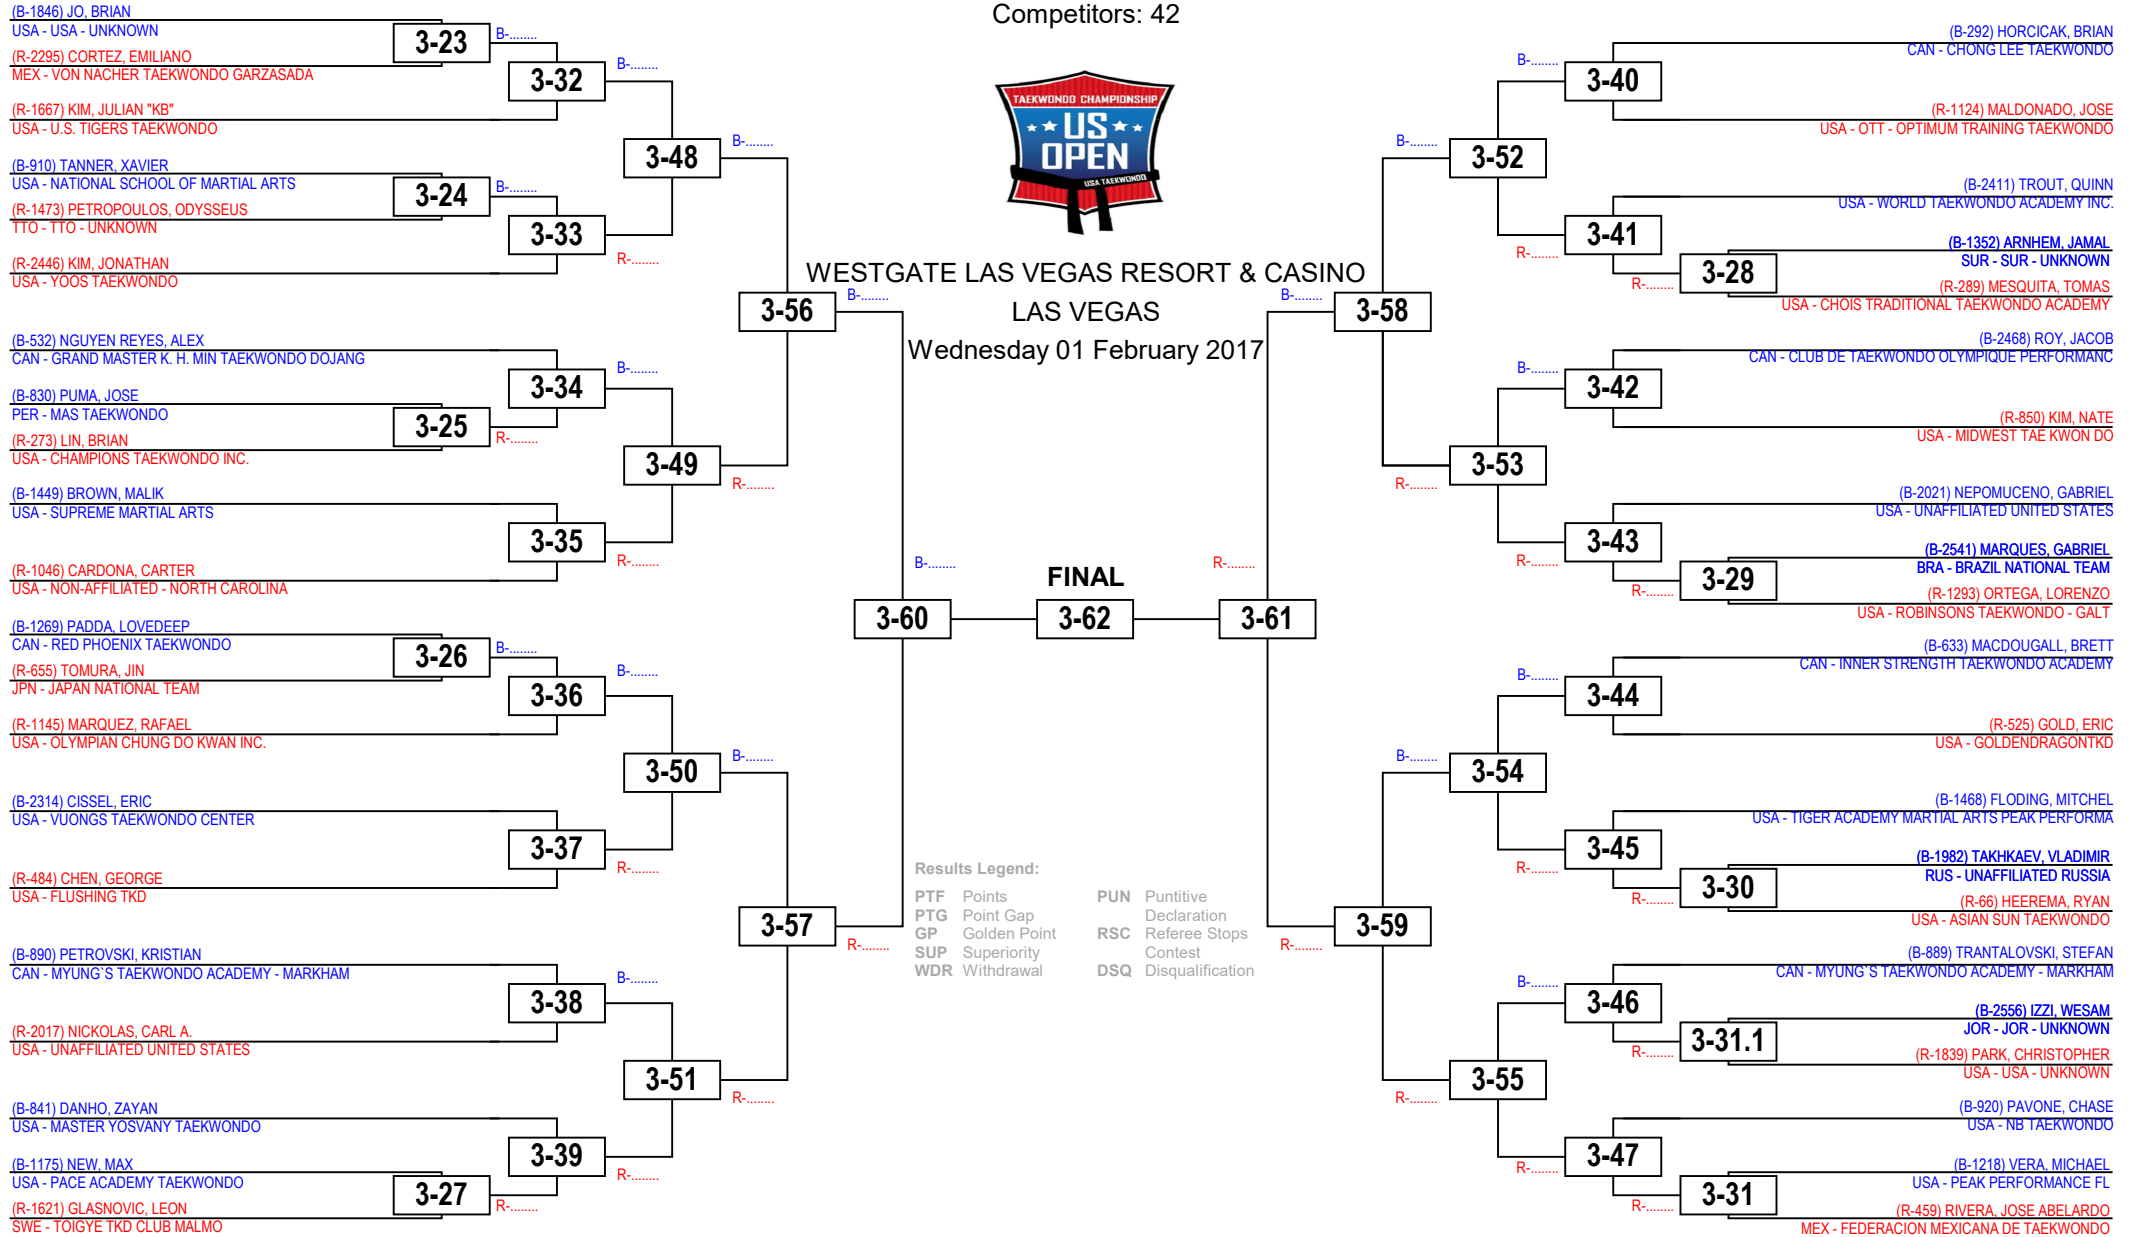 Competitors: 42
TAEKWONDO CHAMPIONSHIP
US
OPEN
USA TAEKWONDO
WESTGATE LAS VEGAS RESORT & CASINO
LAS VEGAS
Wednesday 01 February 2017
(B-1846) JO, BRIAN
USA - USA - UNKNOWN
3-23
B-........
(R-2295) CORTEZ, EMILIANO
MEX - VON NACHER TAEKWONDO GARZASADA
3-32
B-........
(R-1667) KIM, JULIAN "KB"
USA - U.S. TIGERS TAEKWONDO
3-48
B-........
(B-910) TANNER, XAVIER
USA - NATIONAL SCHOOL OF MARTIAL ARTS
3-24
B-........
(R-1473) PETROPOULOS, ODYSSEUS
TTO - TTO - UNKNOWN
3-33
R-........
(R-2446) KIM, JONATHAN
USA - YOOS TAEKWONDO
3-56
B-........
(B-532) NGUYEN REYES, ALEX
CAN - GRAND MASTER K. H. MIN TAEKWONDO DOJANG
3-34
B-........
(B-830) PUMA, JOSE
PER - MAS TAEKWONDO
3-25
R-........
(R-273) LIN, BRIAN
USA - CHAMPIONS TAEKWONDO INC.
3-49
R-........
(B-1449) BROWN, MALIK
USA - SUPREME MARTIAL ARTS
3-35
R-........
(R-1046) CARDONA, CARTER
USA - NON-AFFILIATED - NORTH CAROLINA
B-........
3-60
(B-1269) PADDA, LOVEDEEP
CAN - RED PHOENIX TAEKWONDO
3-26
B-........
(R-655) TOMURA, JIN
JPN - JAPAN NATIONAL TEAM
3-36
B-........
(R-1145) MARQUEZ, RAFAEL
USA - OLYMPIAN CHUNG DO KWAN INC.
3-50
B-........
(B-2314) CISSEL, ERIC
USA - VUONGS TAEKWONDO CENTER
3-37
R-........
(R-484) CHEN, GEORGE
USA - FLUSHING TKD
3-57
R-........
(B-890) PETROVSKI, KRISTIAN
CAN - MYUNG`S TAEKWONDO ACADEMY - MARKHAM
3-38
B-........
(R-2017) NICKOLAS, CARL A.
USA - UNAFFILIATED UNITED STATES
3-51
R-........
(B-841) DANHO, ZAYAN
USA - MASTER YOSVANY TAEKWONDO
3-39
R-........
(B-1175) NEW, MAX
USA - PACE ACADEMY TAEKWONDO
3-27
R-........
(R-1621) GLASNOVIC, LEON
SWE - TOIGYE TKD CLUB MALMO
FINAL
3-62
Results Legend:
PTF Points
PTG Point Gap
GP Golden Point
SUP Superiority
WDR Withdrawal
PUN Puntitive
Declaration
RSC Referee Stops
Contest
DSQ Disqualification
(B-292) HORCICAK, BRIAN
CAN - CHONG LEE TAEKWONDO
B-........
3-40
(R-1124) MALDONADO, JOSE
USA - OTT - OPTIMUM TRAINING TAEKWONDO
B-........
3-52
(B-2411) TROUT, QUINN
USA - WORLD TAEKWONDO ACADEMY INC.
R-........
3-41
(B-1352) ARNHEM, JAMAL
SUR - SUR - UNKNOWN
R-........
3-28
(R-289) MESQUITA, TOMAS
USA - CHOIS TRADITIONAL TAEKWONDO ACADEMY
B-........
3-58
(B-2468) ROY, JACOB
CAN - CLUB DE TAEKWONDO OLYMPIQUE PERFORMANC
B-........
3-42
(R-850) KIM, NATE
USA - MIDWEST TAE KWON DO
R-........
3-53
(B-2021) NEPOMUCENO, GABRIEL
USA - UNAFFILIATED UNITED STATES
R-........
3-43
(B-2541) MARQUES, GABRIEL
BRA - BRAZIL NATIONAL TEAM
R-........
3-29
(R-1293) ORTEGA, LORENZO
USA - ROBINSONS TAEKWONDO - GALT
R-........
3-61
(B-633) MACDOUGALL, BRETT
CAN - INNER STRENGTH TAEKWONDO ACADEMY
B-........
3-44
(R-525) GOLD, ERIC
USA - GOLDENDRAGONTKD
B-........
3-54
(B-1468) FLODING, MITCHEL
USA - TIGER ACADEMY MARTIAL ARTS PEAK PERFORMA
R-........
3-45
(B-1982) TAKHKAEV, VLADIMIR
RUS - UNAFFILIATED RUSSIA
R-........
3-30
(R-66) HEEREMA, RYAN
USA - ASIAN SUN TAEKWONDO
R-........
3-59
(B-889) TRANTALOVSKI, STEFAN
CAN - MYUNG`S TAEKWONDO ACADEMY - MARKHAM
B-........
3-46
(B-2556) IZZI, WESAM
JOR - JOR - UNKNOWN
R-........
3-31.1
(R-1839) PARK, CHRISTOPHER
USA - USA - UNKNOWN
R-........
3-55
(B-920) PAVONE, CHASE
USA - NB TAEKWONDO
R-........
3-47
(B-1218) VERA, MICHAEL
USA - PEAK PERFORMANCE FL
R-........
3-31
(R-459) RIVERA, JOSE ABELARDO
MEX - FEDERACION MEXICANA DE TAEKWONDO